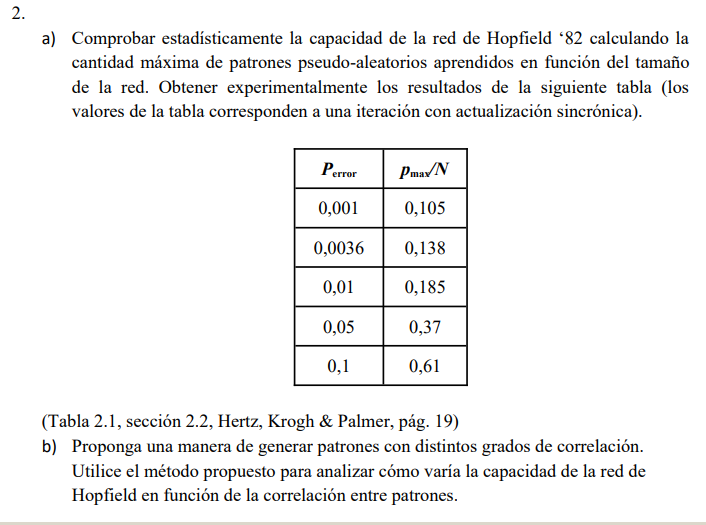 2.
a) Comprobar estadísticamente la capacidad de la red de Hopfield ‘82 calculando la
cantidad máxima de patrones pseudo-aleatorios aprendidos en función del tamaño
de la red. Obtener experimentalmente los resultados de la siguiente tabla (los
valores de la tabla corresponden a una iteración con actualización sincrónica).
Perror pmax/N
0,001 0,105
0,0036 0,138
0,01 0,185
0,05 0,37
0,1 0,61
(Tabla 2.1, sección 2.2, Hertz, Krogh & Palmer, pág. 19)
b) Proponga una manera de generar patrones con distintos grados de correlación.
Utilice el método propuesto para analizar cómo varía la capacidad de la red de
Hopfield en función de la correlación entre patrones.